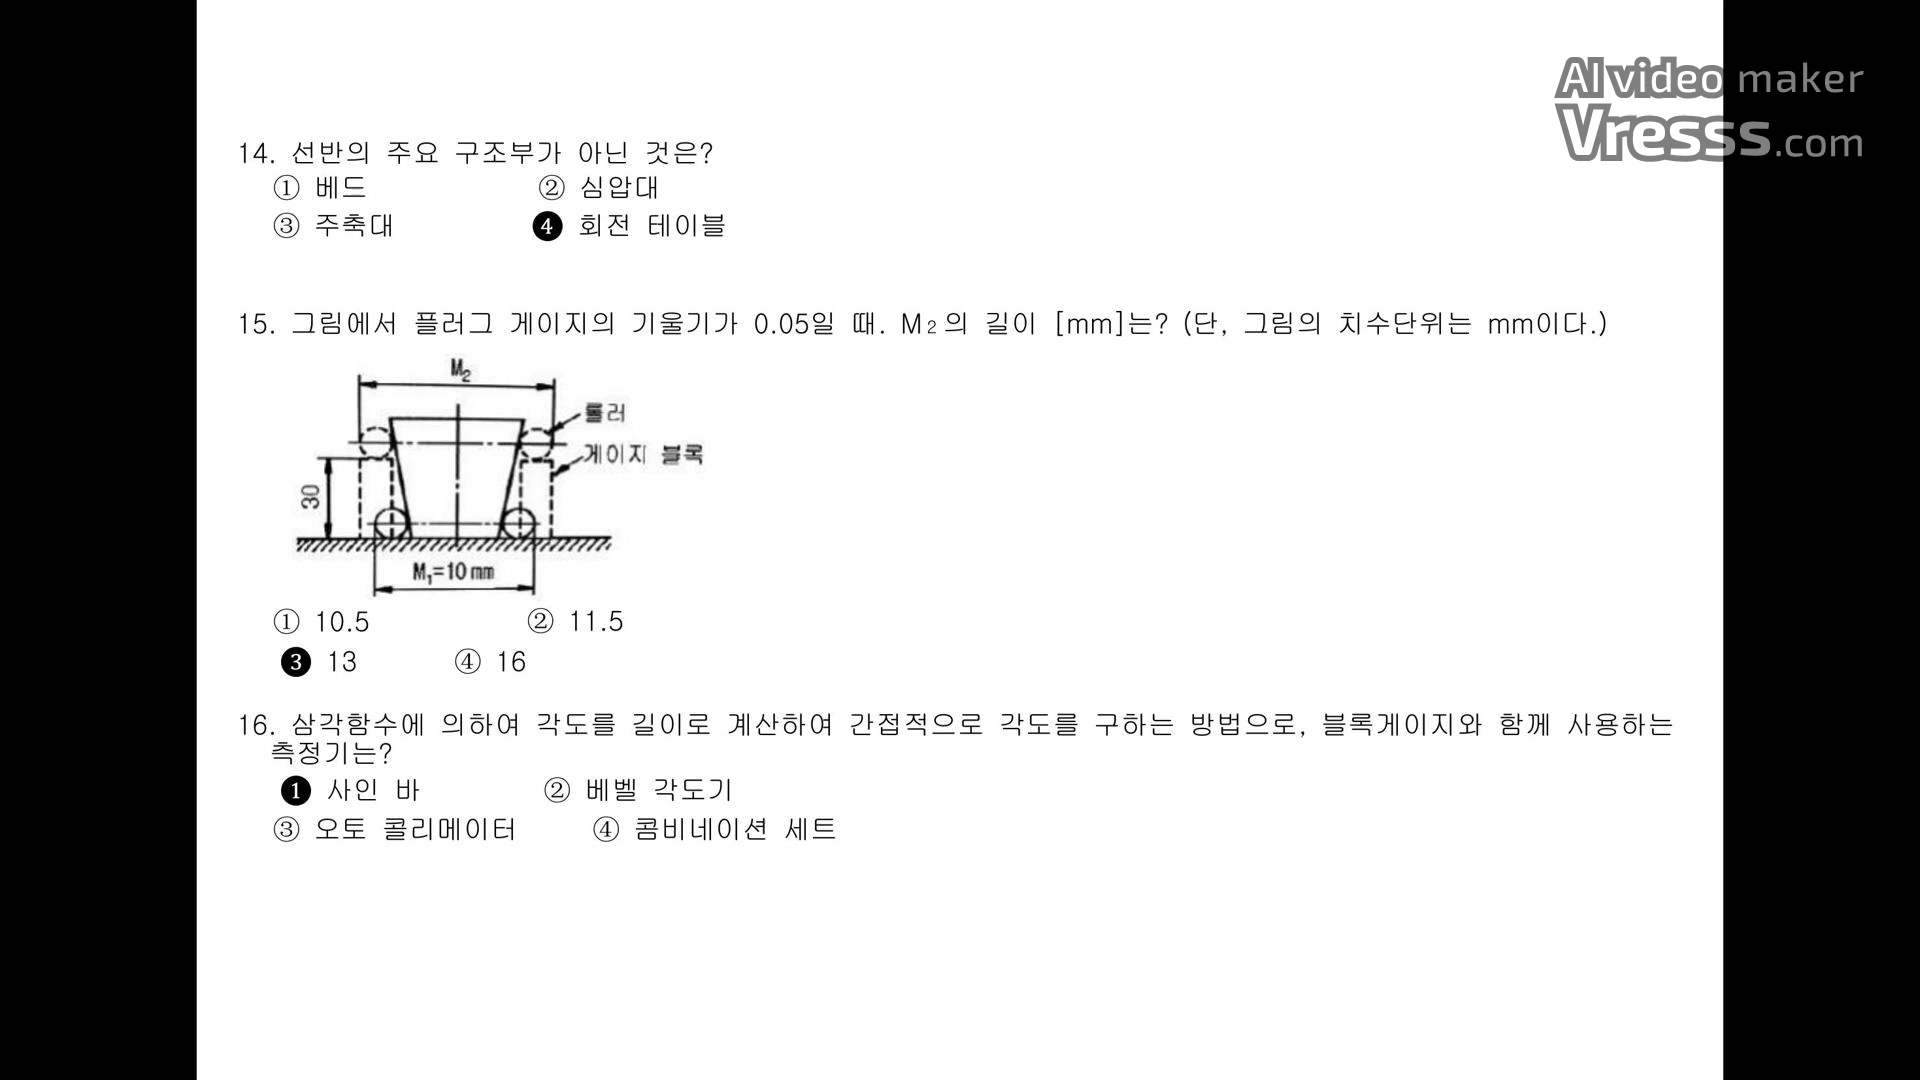 AI video maker
Vresss.com
14. 선반의 주요 구조부가 아닌 것은?
① 베드 ② 심압대
③ 주축대 ❹ 회전 테이블
15. 그림에서 플러그 게이지의 기울기가 0.05일 때. M₂의 길이 [mm]는? (단, 그림의 치수단위는 mm이다.)
M₂
롤러
게이지 블록
30
M₁=10mm
① 10.5 ② 11.5
❸ 13 ④ 16
16. 삼각함수에 의하여 각도를 길이로 계산하여 간접적으로 각도를 구하는 방법으로, 블록게이지와 함께 사용하는
측정기는?
❶ 사인 바 ② 베벨 각도기
③ 오토 콜리메이터 ④ 콤비네이션 세트